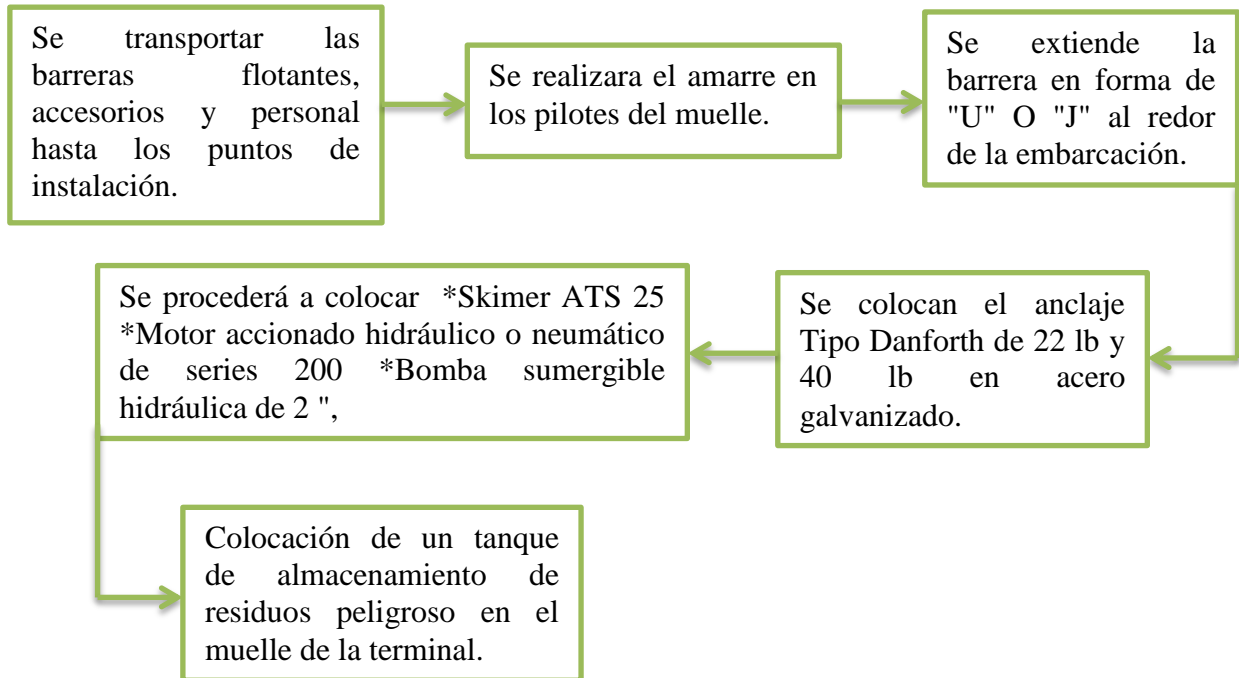 Se transportar las
barreras flotantes,
accesorios y personal
hasta los puntos de
instalación.
Se realizara el amarre en
los pilotes del muelle.
Se extiende la
barrera en forma de
"U" O "J" al redor
de la embarcación.
Se colocan el anclaje
Tipo Danforth de 22 lb y
40 lb en acero
galvanizado.
Se procederá a colocar *Skimer ATS 25
*Motor accionado hidráulico o neumático
de series 200 *Bomba sumergible
hidráulica de 2 ",
Colocación de un tanque
de almacenamiento de
residuos peligroso en el
muelle de la terminal.